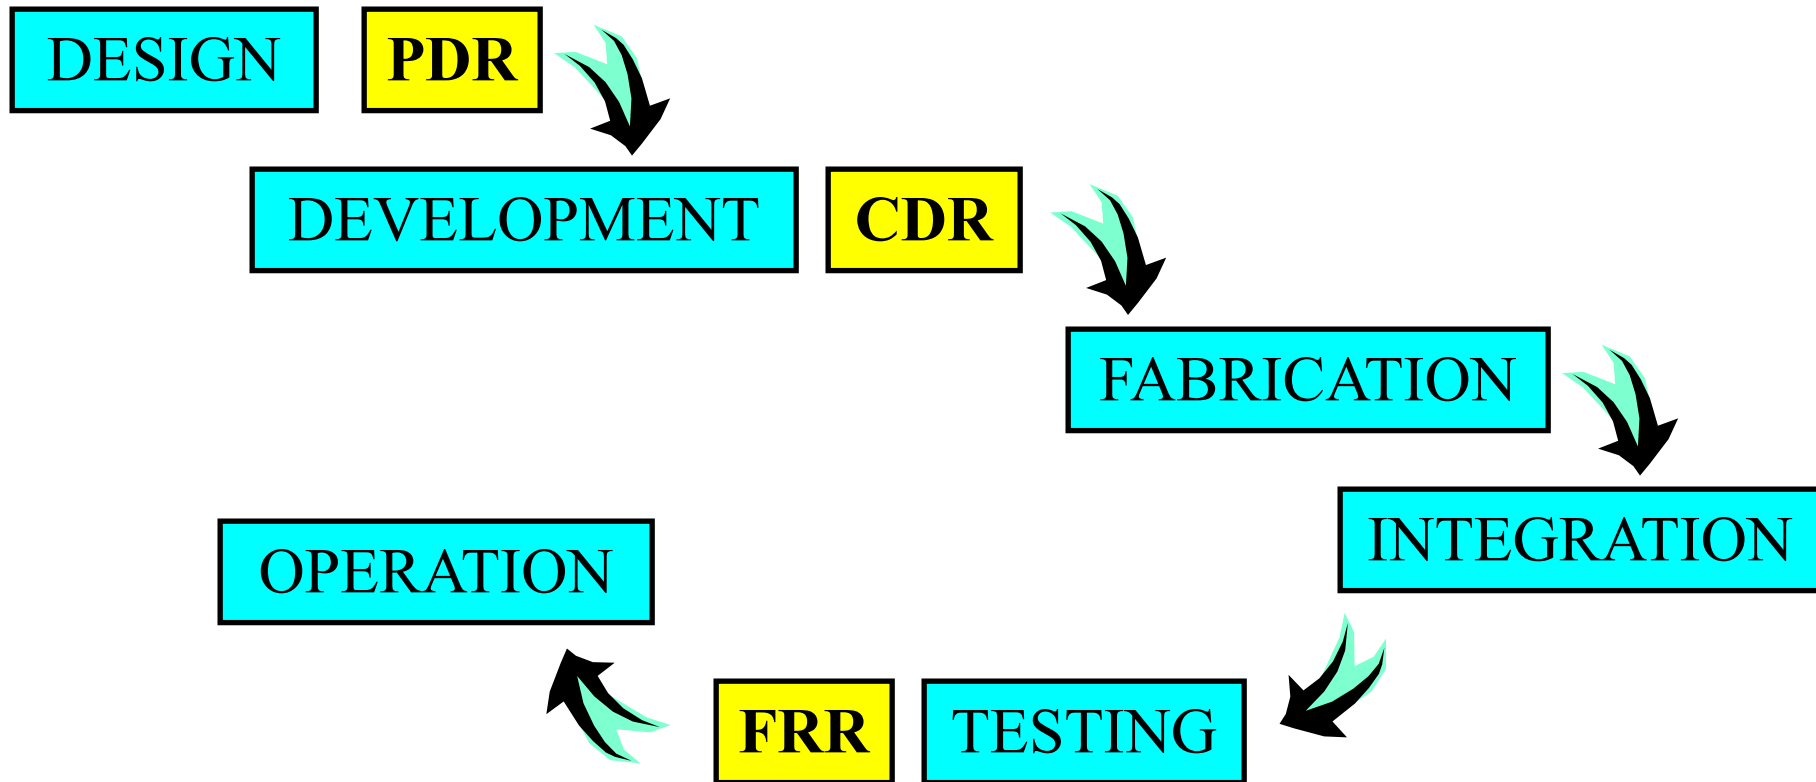 DESIGN
PDR
DEVELOPMENT
CDR
FABRICATION
INTEGRATION
TESTING
FRR
OPERATION